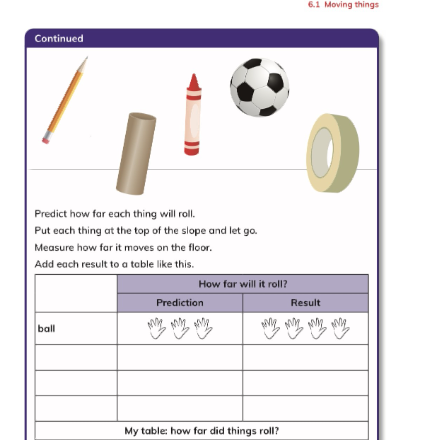 6.1 Moving things
Continued
Predict how far each thing will roll.
Put each thing at the top of the slope and let go.
Measure how far it moves on the floor.
Add each result to a table like this.
How far will it roll?
Prediction Result
ball
My table: how far did things roll?